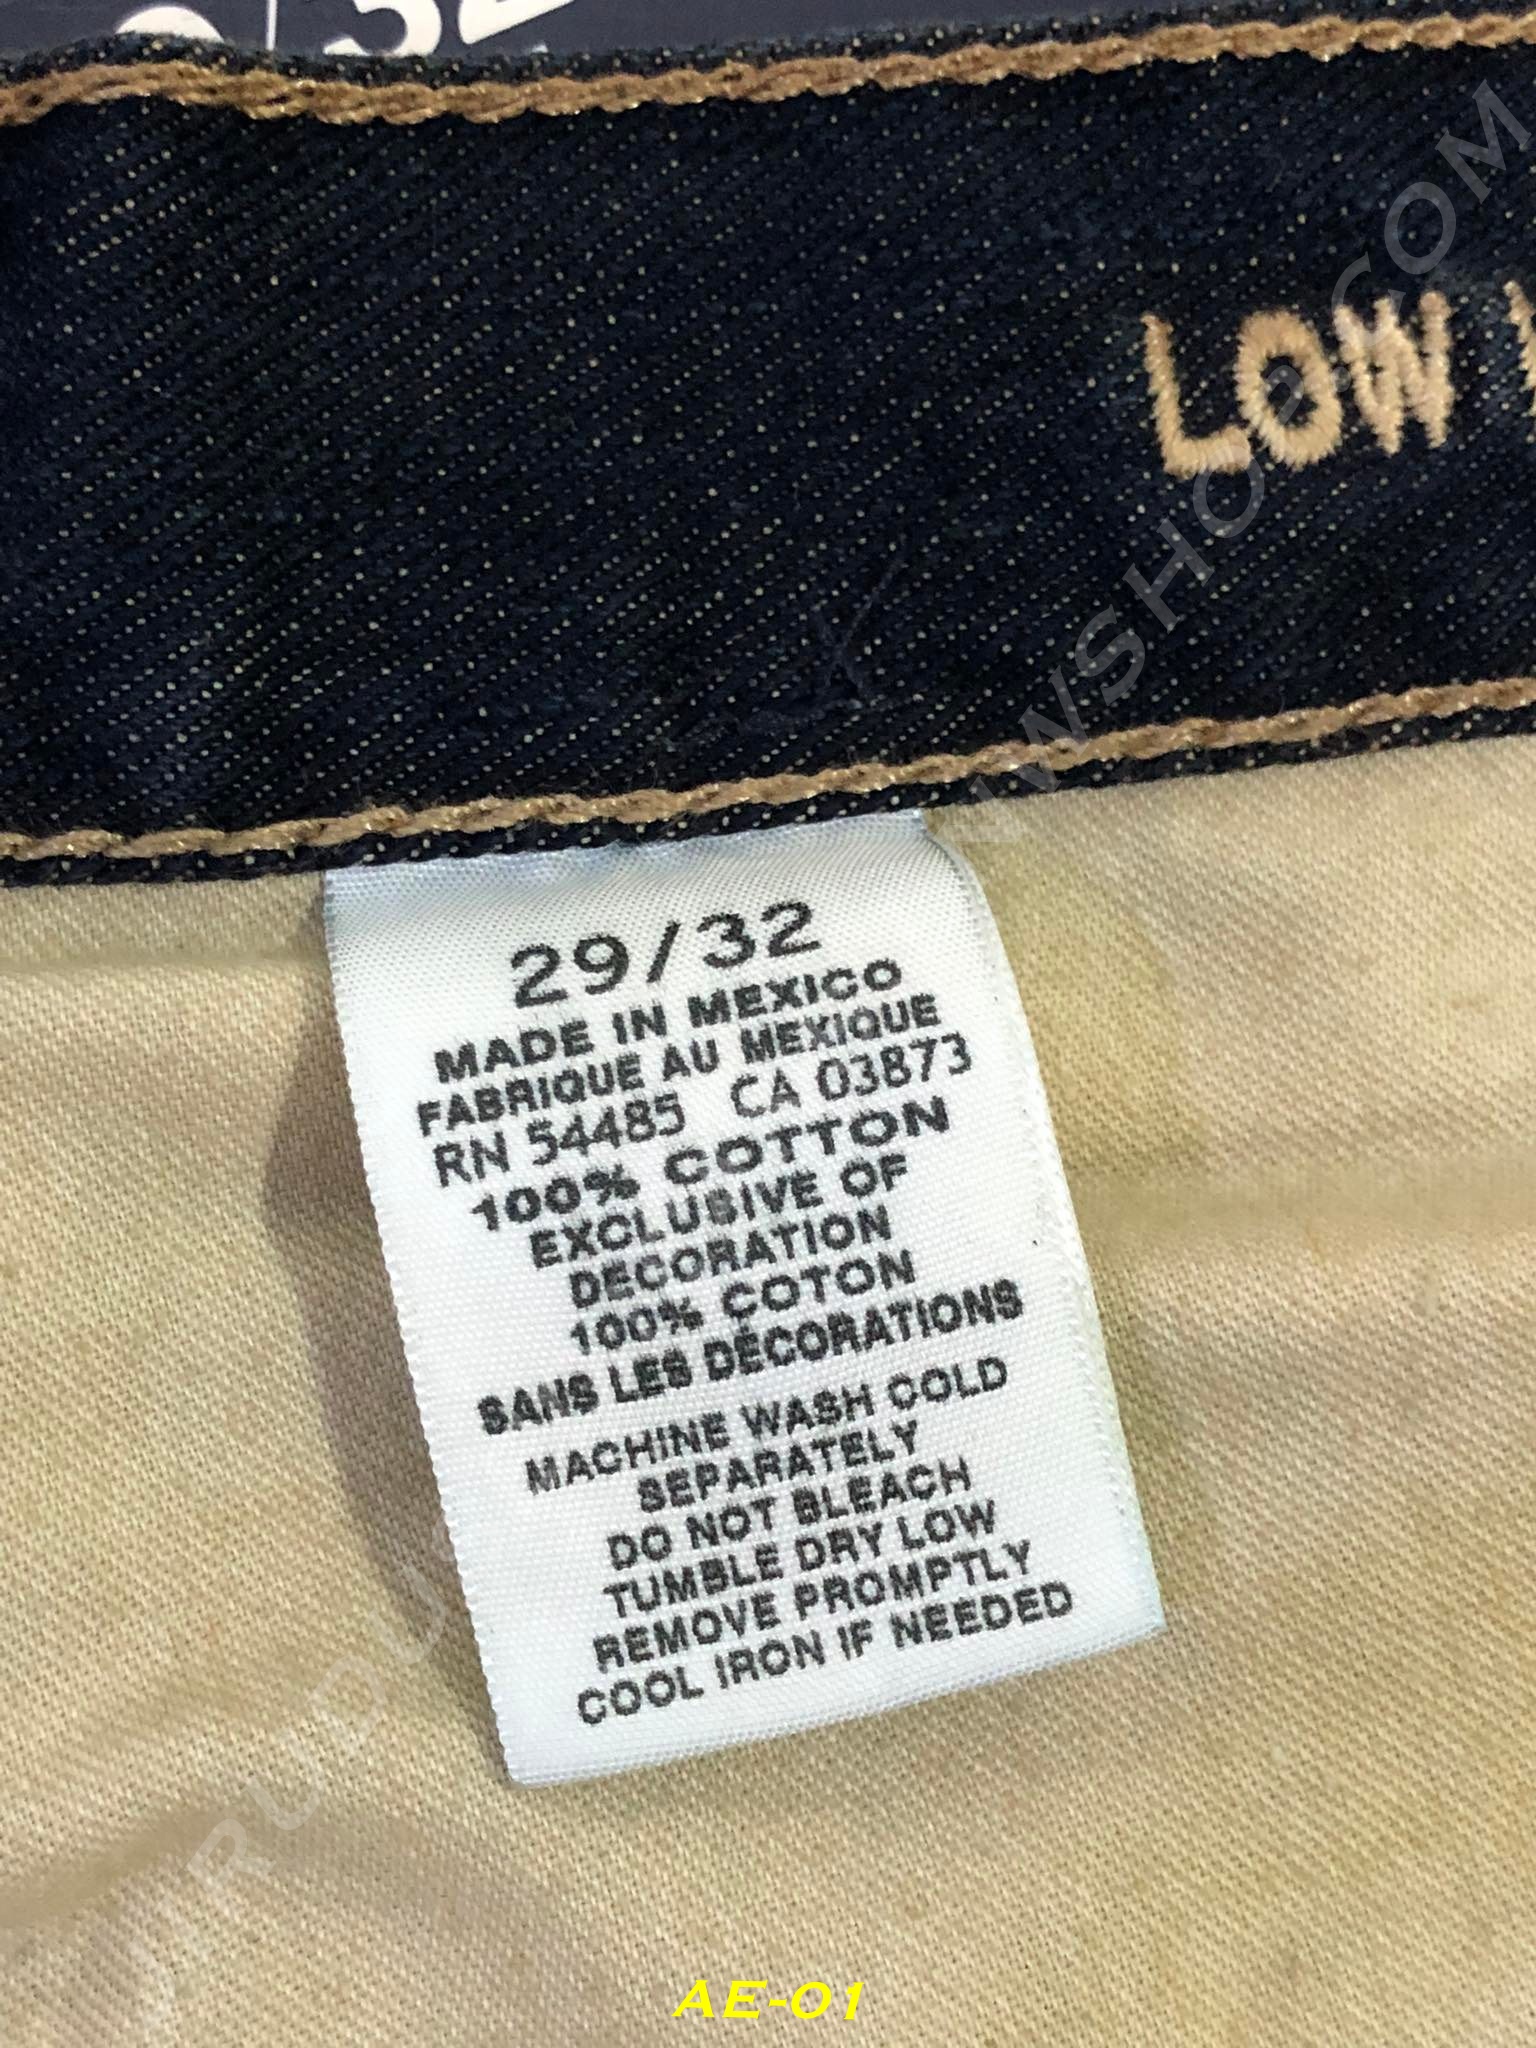 32
LOW
29/32
MADE IN MEXICO
FABRIQUE AU MEXIQUE
RN 54485 CA 03873
100% COTTON
EXCLUSIVE OF
DECORATION
100% COTON
SANS LES DÉCORATIONS
MACHINE WASH COLD
SEPARATELY
DO NOT BLEACH
TUMBLE DRY LOW
REMOVE PROMPTLY
COOL IRON IF NEEDED
AE-01